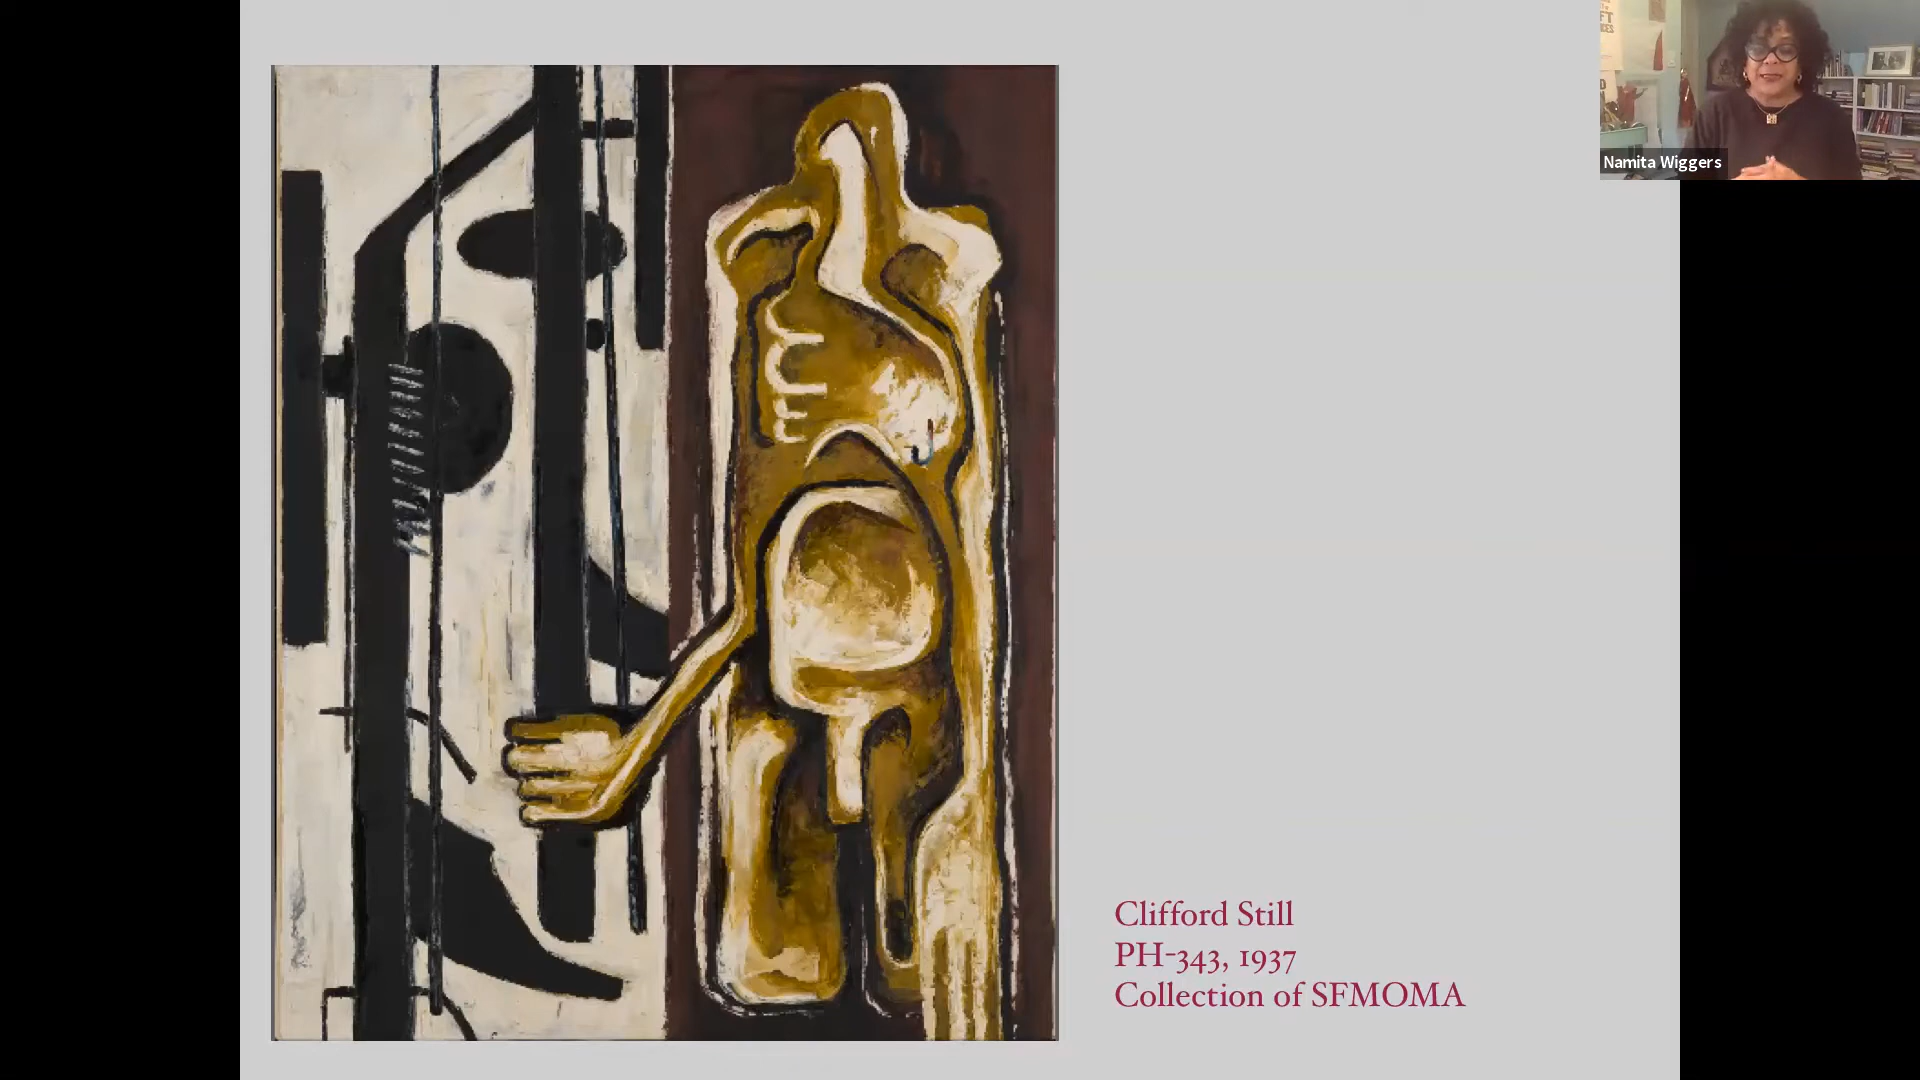 Namita Wiggers
Clifford Still
PH-343, 1937
Collection of SFMOMA